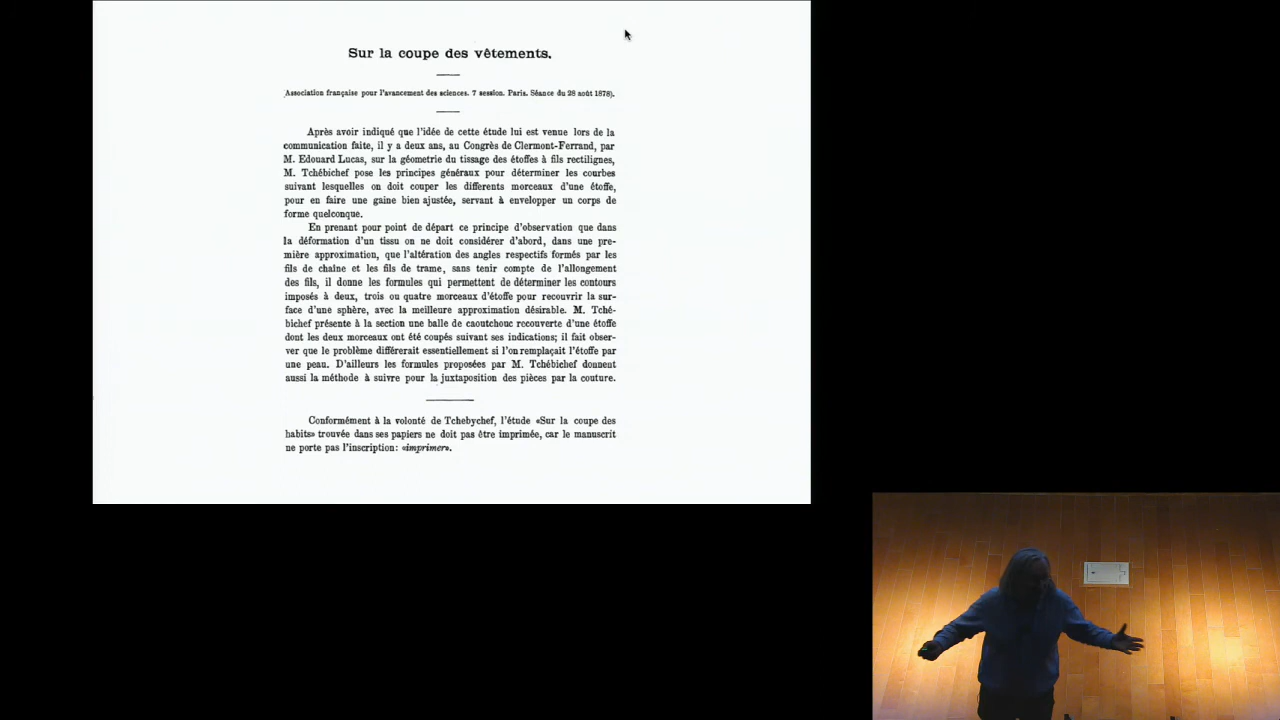 Sur la coupe des vêtements.
(Association française pour l'avancement des sciences. 7 session. Paris. Séance du 28 août 1878).
Après avoir indiqué que l'idée de cette étude lui est venue lors de la
communication faite, il y a deux ans, au Congrès de Clermont-Ferrand, par
M. Edouard Lucas, sur la géometrie du tissage des étoffes à fils rectilignes,
M. Tchébichef pose les principes généraux pour déterminer les courbes
suivant lesquelles on doit couper les differents morceaux d'une étoffe,
pour en faire une gaine bien ajustée, servant à envelopper un corps de
forme quelconque.
En prenant pour point de départ ce principe d'observation que dans
la déformation d'un tissu on ne doit considérer d'abord, dans une pre-
mière approximation, que l'altération des angles respectifs formés par les
fils de chaîne et les fils de trame, sans tenir compte de l'allongement
des fils, il donne les formules qui permettent de déterminer les contours
imposés à deux, trois ou quatre morceaux d'étoffe pour recouvrir la sur-
face d'une sphère, avec la meilleure approximation désirable. M. Tché-
bichef présente à la section une balle de caoutchouc recouverte d'une étoffe
dont les deux morceaux ont été coupés suivant ses indications; il fait obser-
ver que le problème différerait essentiellement si l'on remplaçait l'étoffe par
une peau. D'ailleurs les formules proposées par M. Tchébichef donnent
aussi la méthode à suivre pour la juxtaposition des pièces par la couture.
Conformément à la volonté de Tchebychef, l'étude «Sur la coupe des
habits» trouvée dans ses papiers ne doit pas être imprimée, car le manuscrit
ne porte pas l'inscription: «imprimer».